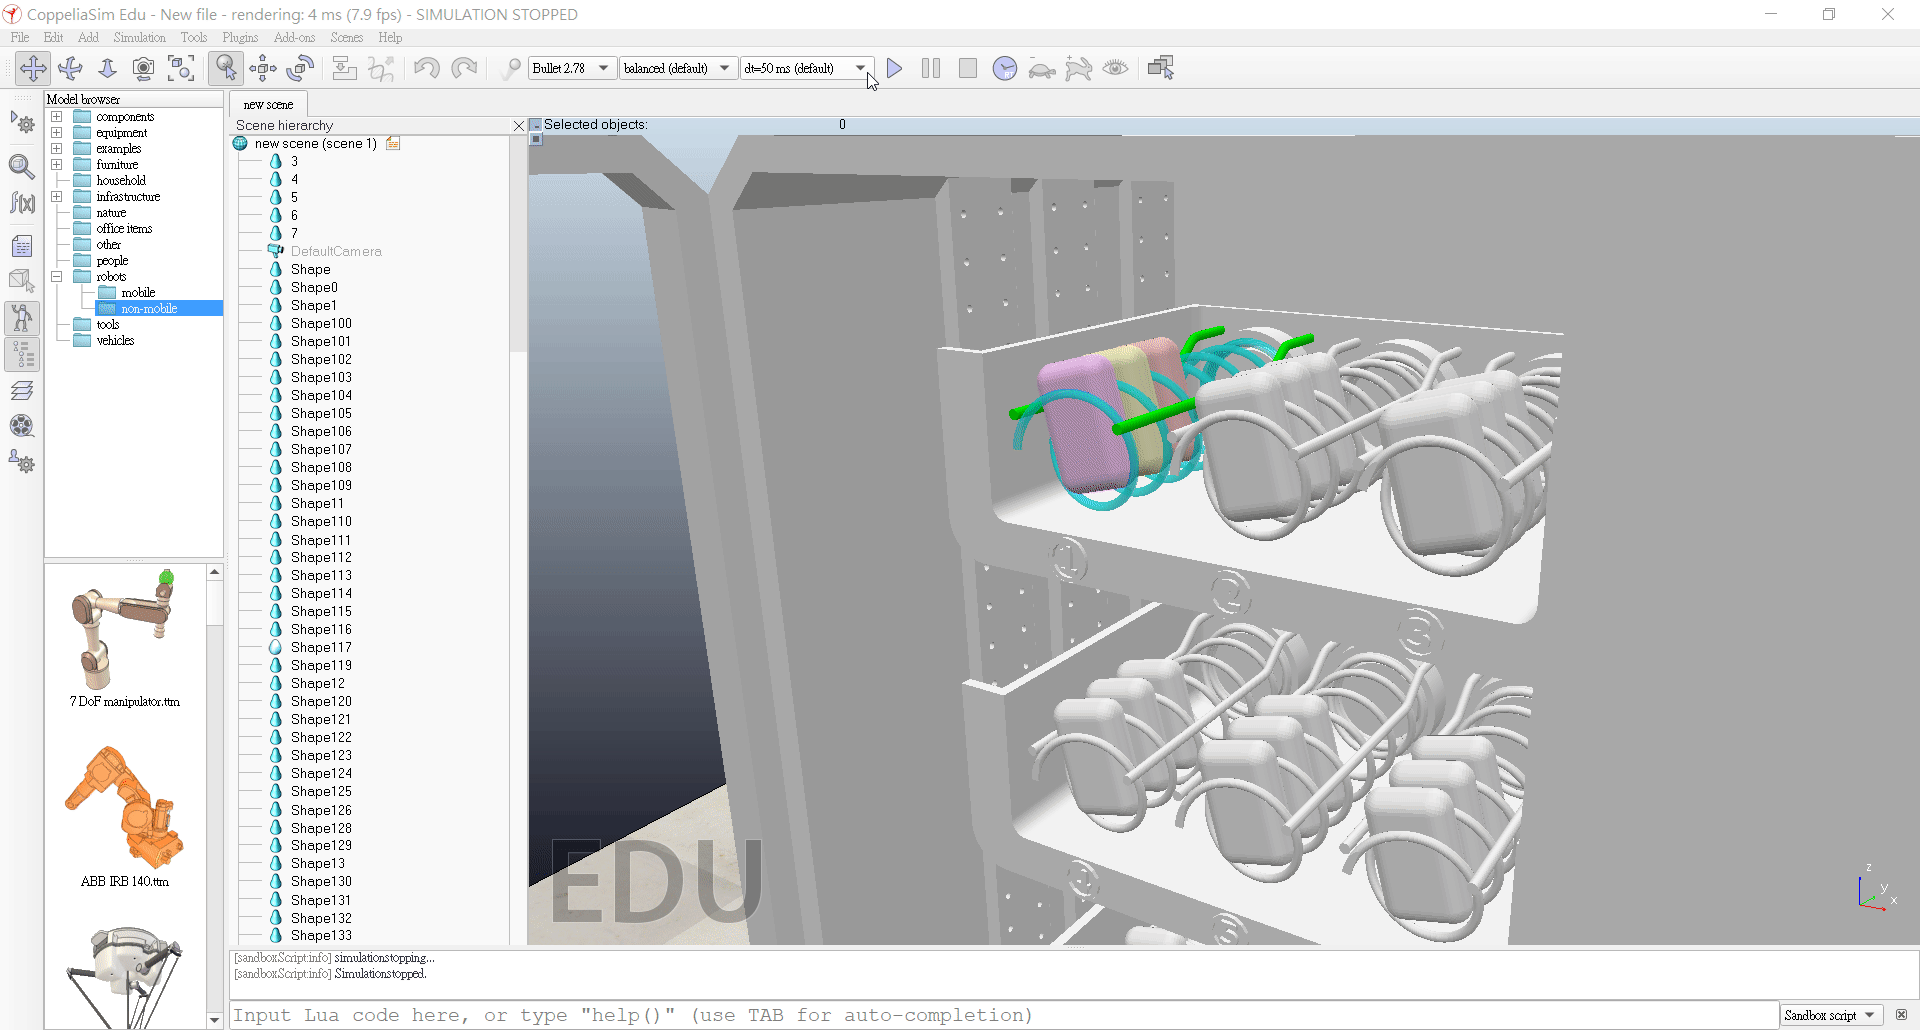 CoppeliaSim Edu - New file - rendering: 4 ms (7.9 fps) - SIMULATION STOPPED
File Edit Add Simulation Tools Plugins Add-ons Scenes Help
Bullet 2.78 balanced (default) dt=50 ms (default)
RT
Model browser
components
equipment
examples
furniture
household
infrastructure
nature
office items
other
people
robots
mobile
non-mobile
tools
vehicles
7 DoF manipulator.ttm
ABB IRB 140.ttm
f(x)
new scene
Scene hierarchy
new scene (scene 1)
3
4
5
6
7
DefaultCamera
Shape
Shape0
Shape1
Shape100
Shape101
Shape102
Shape103
Shape104
Shape105
Shape106
Shape107
Shape108
Shape109
Shape11
Shape110
Shape111
Shape112
Shape113
Shape114
Shape115
Shape116
Shape117
Shape119
Shape12
Shape120
Shape121
Shape122
Shape123
Shape124
Shape125
Shape126
Shape128
Shape129
Shape13
Shape130
Shape131
Shape132
Shape133
Selected objects: 0
1
2
3
EDU
z
y
x
[sandboxScript:info] simulationstopping...
[sandboxScript:info] Simulationstopped.
Input Lua code here, or type "help()" (use TAB for auto-completion)
Sandbox script